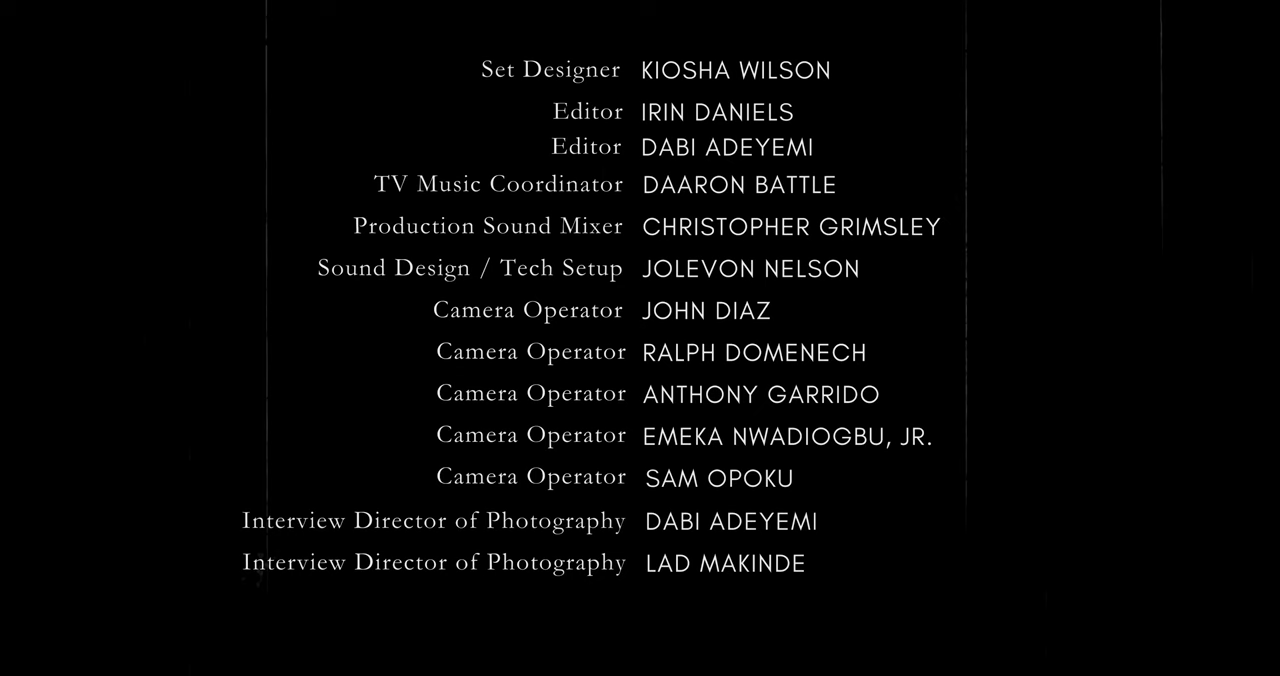 Set Designer KIOSHA WILSON
Editor IRIN DANIELS
Editor DABI ADEYEMI
TV Music Coordinator DAARON BATTLE
Production Sound Mixer CHRISTOPHER GRIMSLEY
Sound Design / Tech Setup JOLEVON NELSON
Camera Operator JOHN DIAZ
Camera Operator RALPH DOMENECH
Camera Operator ANTHONY GARRIDO
Camera Operator EMEKA NWADIOGBU, JR.
Camera Operator SAM OPOKU
Interview Director of Photography DABI ADEYEMI
Interview Director of Photography LAD MAKINDE